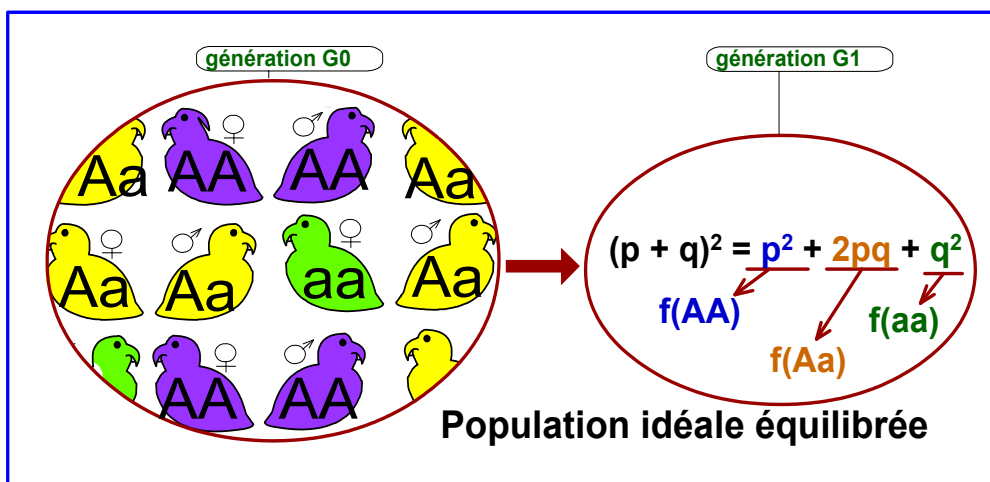 génération G0
génération G1
Aa AA ♀ ♂ AA Aa
♀ Aa ♂ Aa ♀ aa ♂ Aa
♀ AA ♂ AA
(p + q)² = p² + 2pq + q²
f(AA)
f(aa)
f(Aa)
Population idéale équilibrée